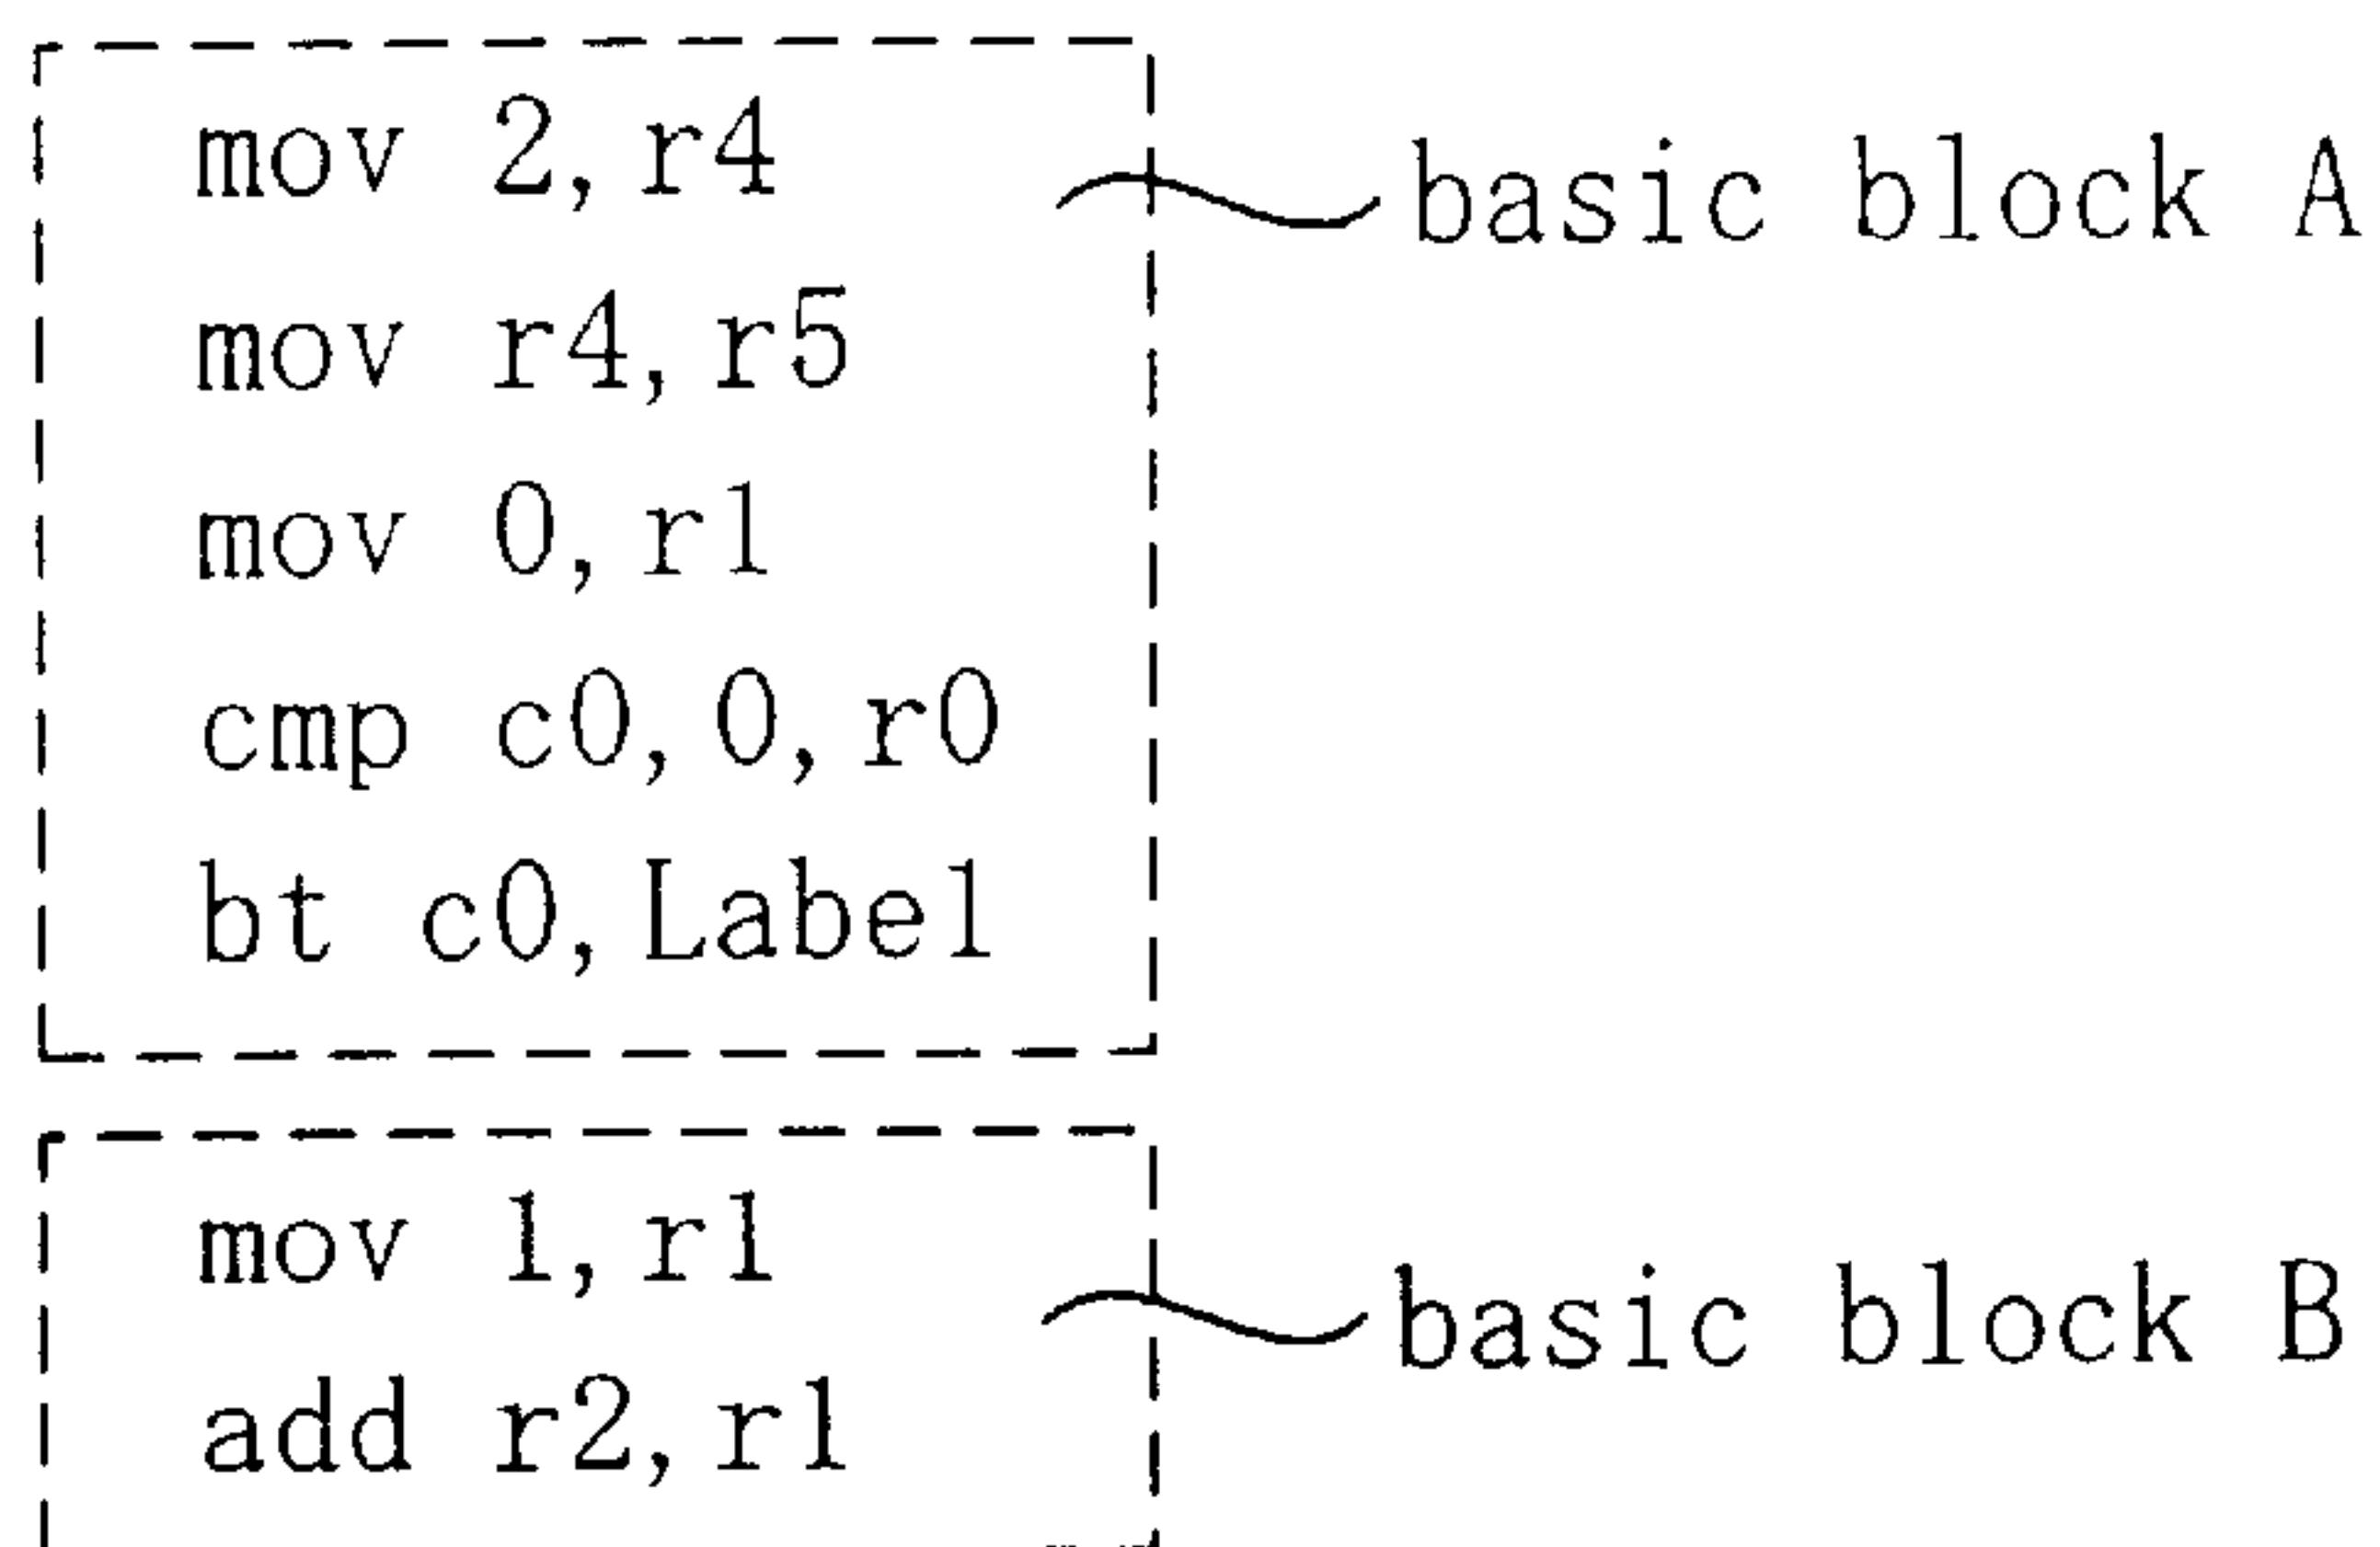 mov 2,r4
basic block A
mov r4,r5
mov 0,r1
cmp c0,0,r0
bt c0,Label
mov 1,r1
basic block B
add r2,r1